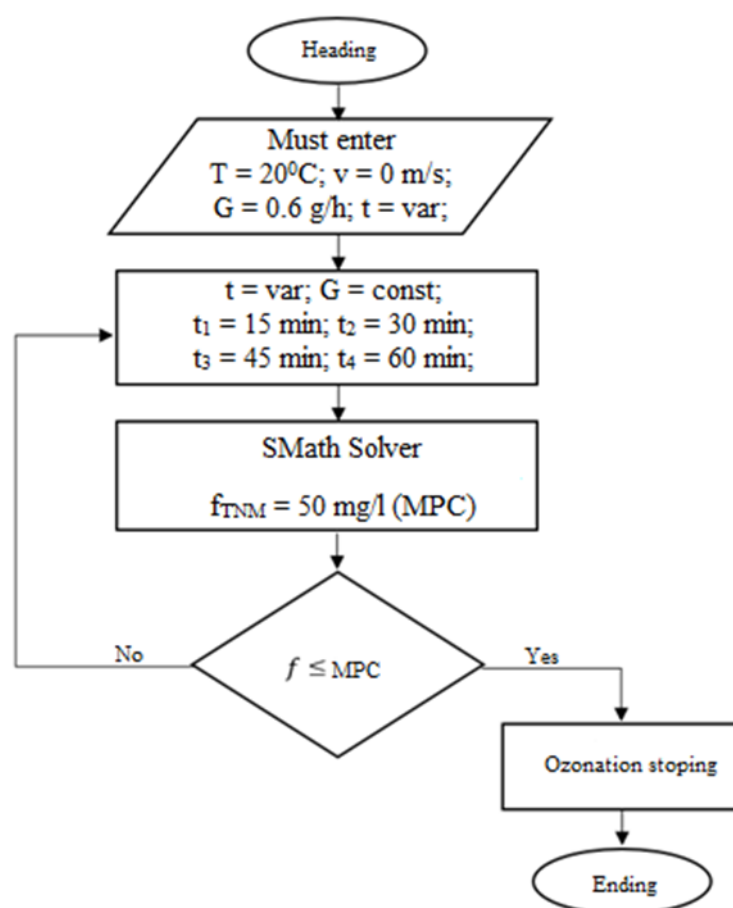 Heading
Must enter
T = 20⁰C; v = 0 m/s;
G = 0.6 g/h; t = var;
t = var; G = const;
t₁ = 15 min; t₂ = 30 min;
t₃ = 45 min; t₄ = 60 min;
SMath Solver
fTNM = 50 mg/l (MPC)
f ≤ MPC
No
Yes
Ozonation stoping
Ending